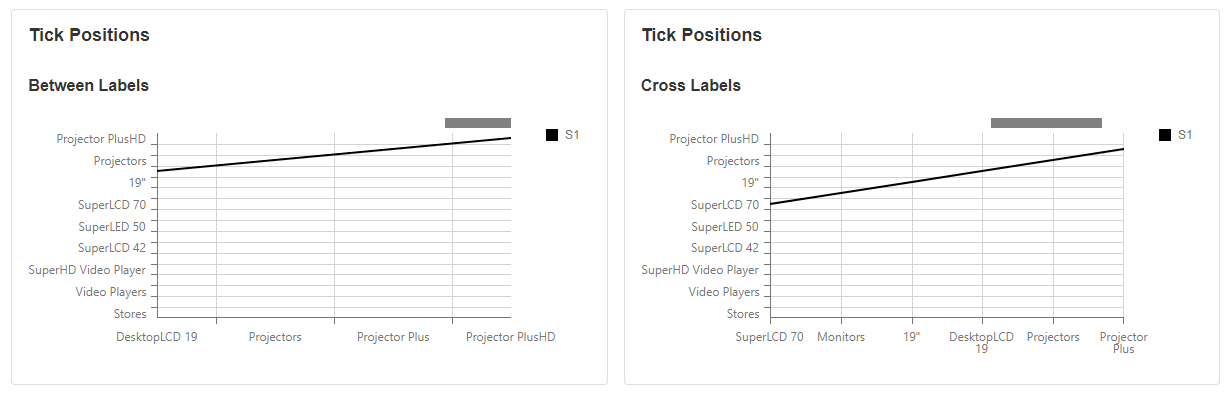 Tick Positions
Between Labels
S1
Projector PlusHD
Projectors
19"
SuperLCD 70
SuperLED 50
SuperLCD 42
SuperHD Video Player
Video Players
Stores
DesktopLCD 19
Projectors
Projector Plus
Projector PlusHD
Tick Positions
Cross Labels
S1
Projector PlusHD
Projectors
19"
SuperLCD 70
SuperLED 50
SuperLCD 42
SuperHD Video Player
Video Players
Stores
SuperLCD 70
Monitors
19"
DesktopLCD
19
Projectors
Projector
Plus